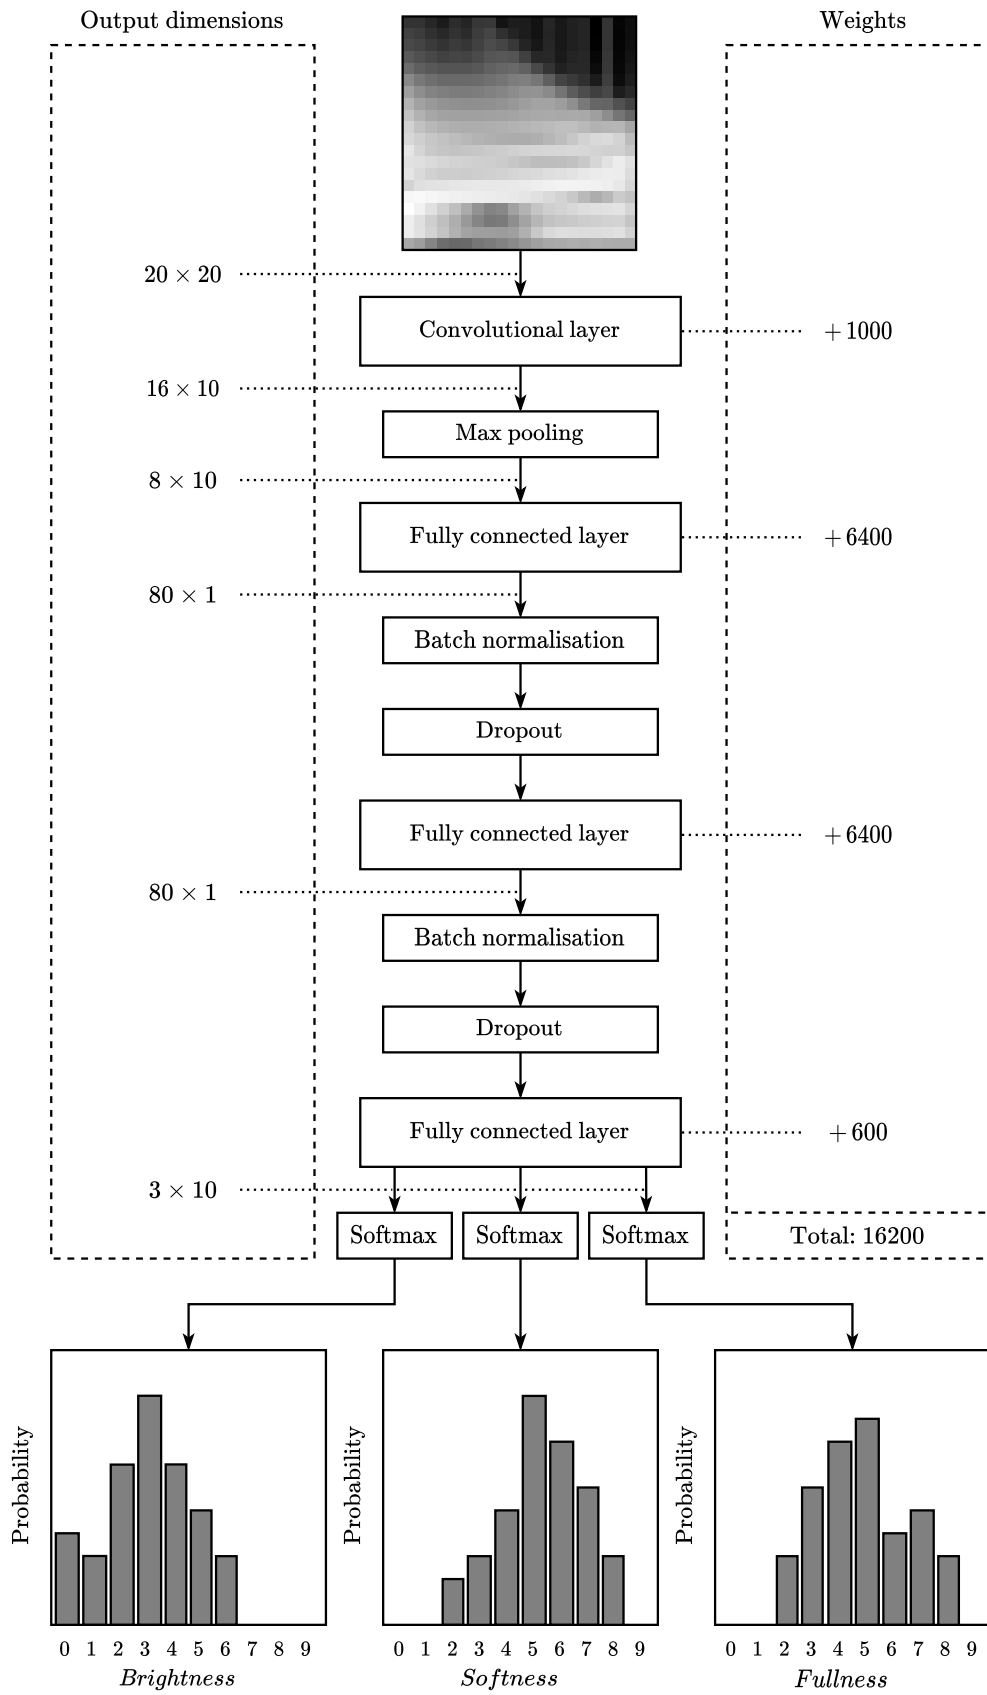 Output dimensions
Weights
20 × 20
Convolutional layer
+ 1000
16 × 10
Max pooling
8 × 10
Fully connected layer
+ 6400
80 × 1
Batch normalisation
Dropout
Fully connected layer
+ 6400
80 × 1
Batch normalisation
Dropout
Fully connected layer
+ 600
3 × 10
Softmax
Softmax
Softmax
Total: 16200
Probability
0 1 2 3 4 5 6 7 8 9
Brightness
Probability
0 1 2 3 4 5 6 7 8 9
Softness
Probability
0 1 2 3 4 5 6 7 8 9
Fullness